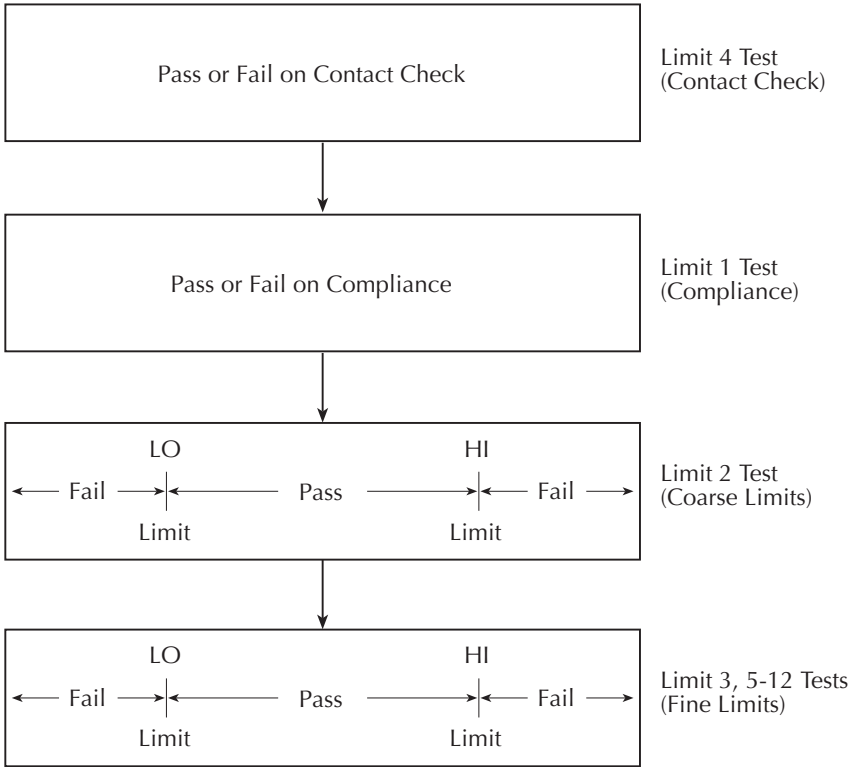 Pass or Fail on Contact Check
Limit 4 Test
(Contact Check)
Pass or Fail on Compliance
Limit 1 Test
(Compliance)
LO HI
Fail Pass Fail
Limit Limit
Limit 2 Test
(Coarse Limits)
LO HI
Fail Pass Fail
Limit Limit
Limit 3, 5-12 Tests
(Fine Limits)